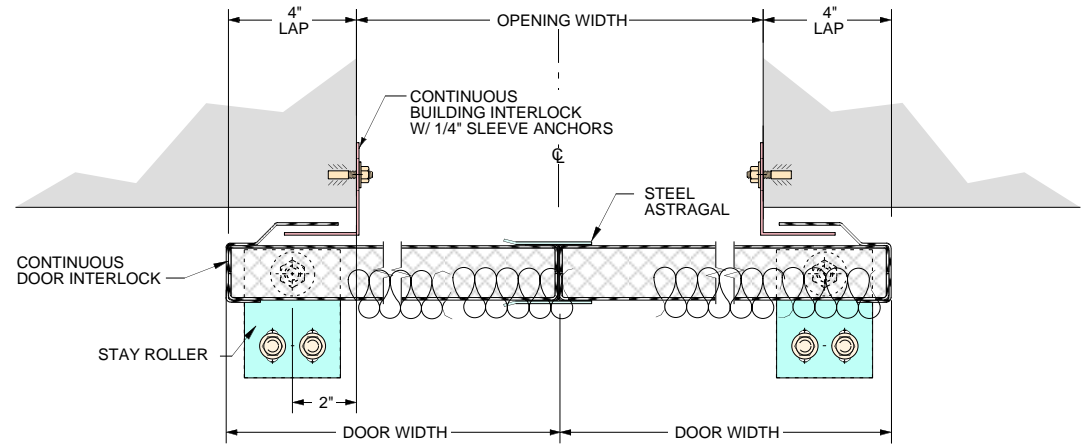 4"
LAP
OPENING WIDTH
4"
LAP
CONTINUOUS
BUILDING INTERLOCK
W/ 1/4" SLEEVE ANCHORS
℄
STEEL
ASTRAGAL
CONTINUOUS
DOOR INTERLOCK
STAY ROLLER
2"
DOOR WIDTH
DOOR WIDTH